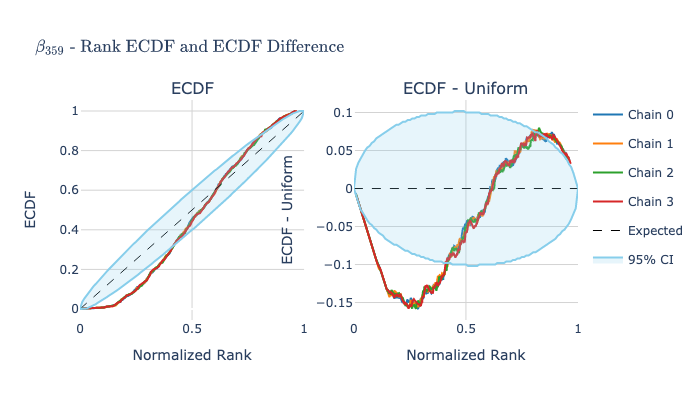 β359 - Rank ECDF and ECDF Difference
ECDF
ECDF - Uniform
1
0.8
0.6
0.4
0.2
0
0
0.5
1
ECDF
Normalized Rank
0.1
0.05
0
−0.05
−0.1
−0.15
0
0.5
1
ECDF - Uniform
Normalized Rank
Chain 0
Chain 1
Chain 2
Chain 3
Expected
95% CI